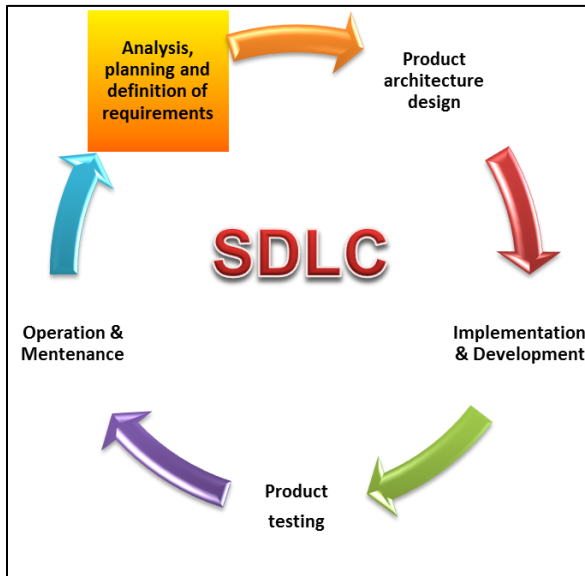 Analysis,
planning and
definition of
requirements
Product
architecture
design
SDLC
Operation &
Mentenance
Implementation
& Development
Product
testing